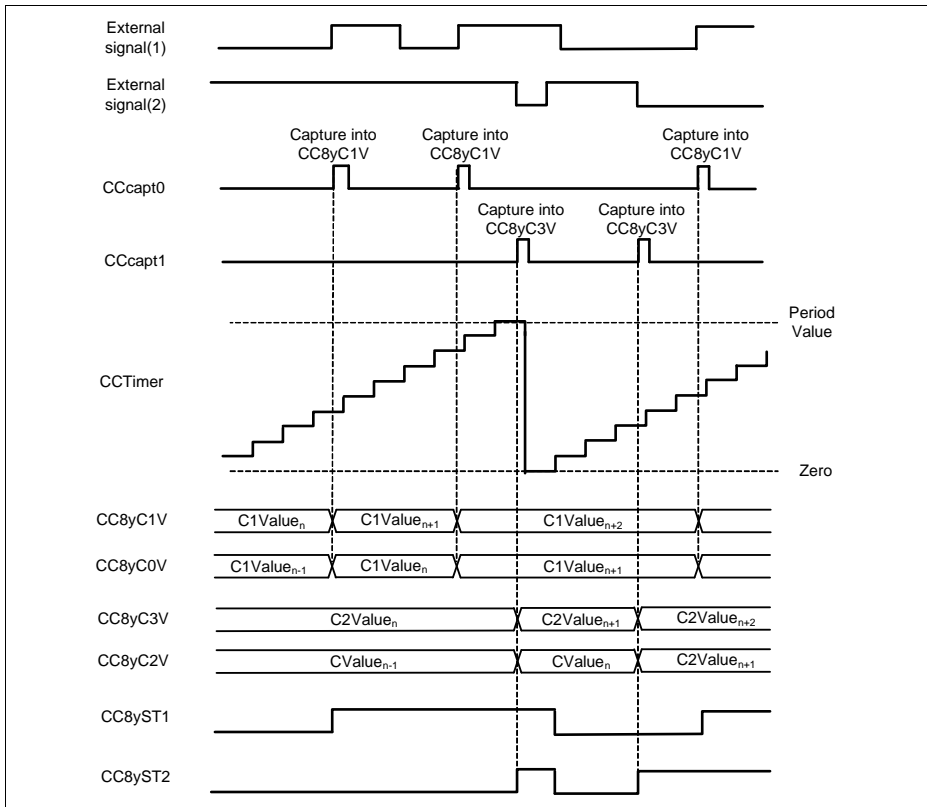 External
signal(1)
External
signal(2)
Capture into
CC8yC1V
Capture into
CC8yC1V
Capture into
CC8yC1V
CCcapt0
Capture into
CC8yC3V
Capture into
CC8yC3V
CCcapt1
Period
Value
CCTimer
Zero
CC8yC1V C1Valueₙ C1Valueₙ₊₁ C1Valueₙ₊₂
CC8yC0V C1Valueₙ₋₁ C1Valueₙ C1Valueₙ₊₁
CC8yC3V C2Valueₙ C2Valueₙ₊₁ C2Valueₙ₊₂
CC8yC2V CValueₙ₋₁ CValueₙ C2Valueₙ₊₁
CC8yST1
CC8yST2